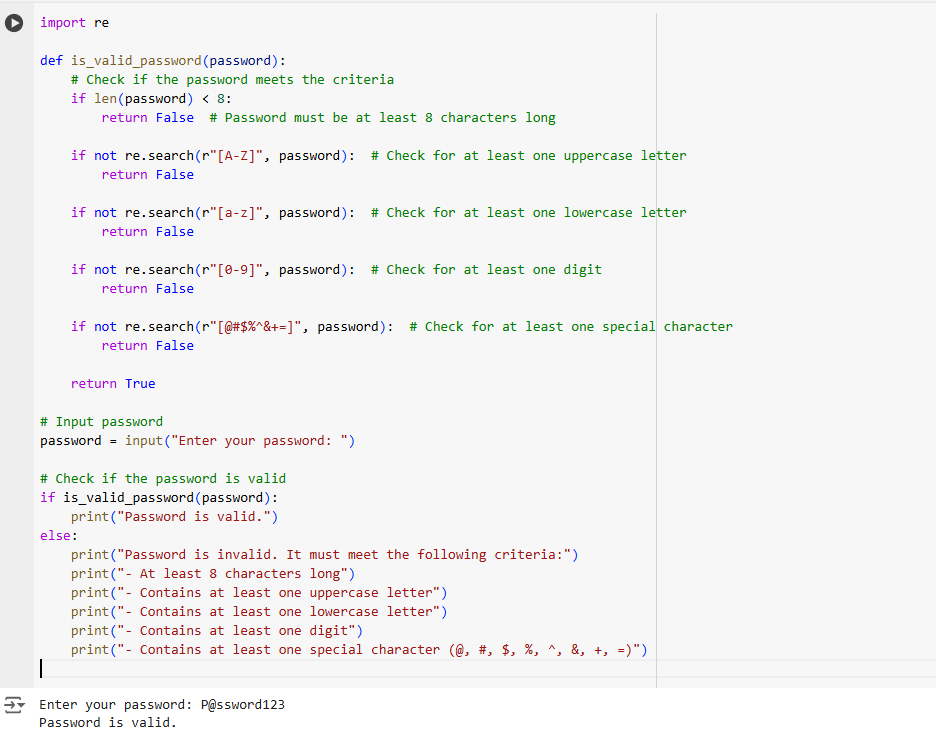 import re

def is_valid_password(password):
    # Check if the password meets the criteria
    if len(password) < 8:
        return False  # Password must be at least 8 characters long

    if not re.search(r"[A-Z]", password):  # Check for at least one uppercase letter
        return False

    if not re.search(r"[a-z]", password):  # Check for at least one lowercase letter
        return False

    if not re.search(r"[0-9]", password):  # Check for at least one digit
        return False

    if not re.search(r"[@#$%^&+=]", password):  # Check for at least one special character
        return False

    return True

# Input password
password = input("Enter your password: ")

# Check if the password is valid
if is_valid_password(password):
    print("Password is valid.")
else:
    print("Password is invalid. It must meet the following criteria:")
    print("- At least 8 characters long")
    print("- Contains at least one uppercase letter")
    print("- Contains at least one lowercase letter")
    print("- Contains at least one digit")
    print("- Contains at least one special character (@, #, $, %, ^, &, +, =)")

Enter your password: P@ssword123
Password is valid.